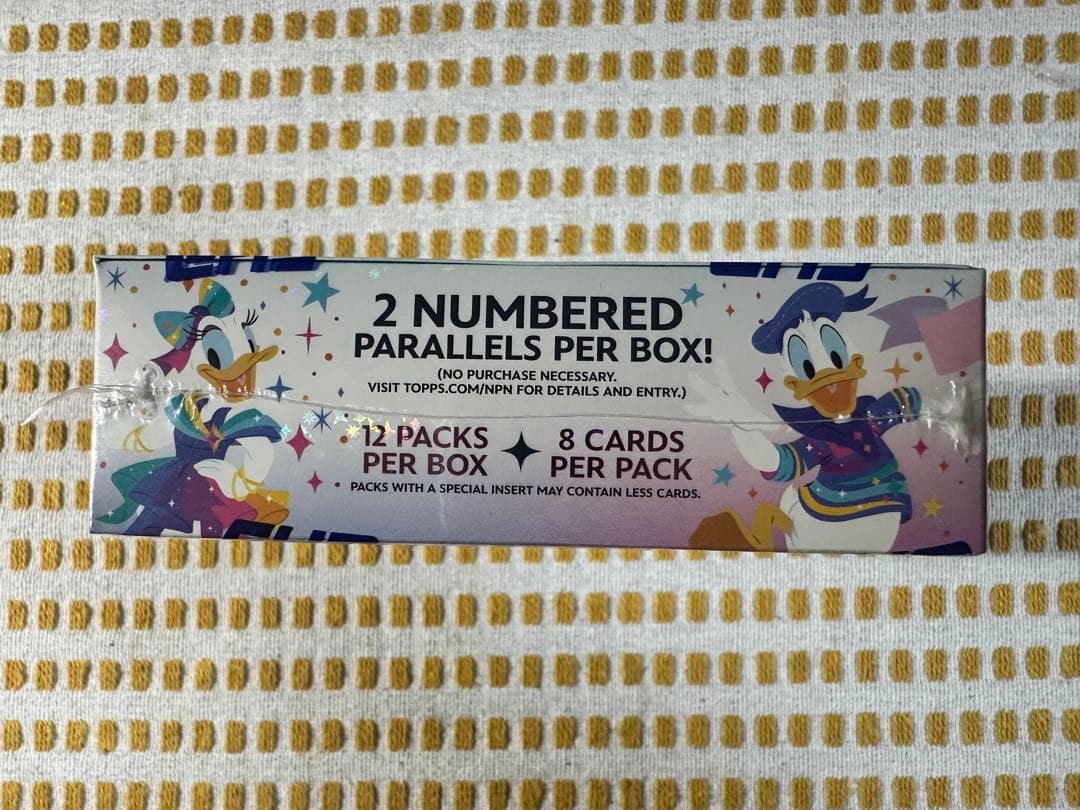 2 NUMBERED
PARALLELS PER BOX!
(NO PURCHASE NECESSARY.
VISIT TOPPS.COM/NPN FOR DETAILS AND ENTRY.)
12 PACKS
PER BOX
8 CARDS
PER PACK
PACKS WITH A SPECIAL INSERT MAY CONTAIN LESS CARDS.